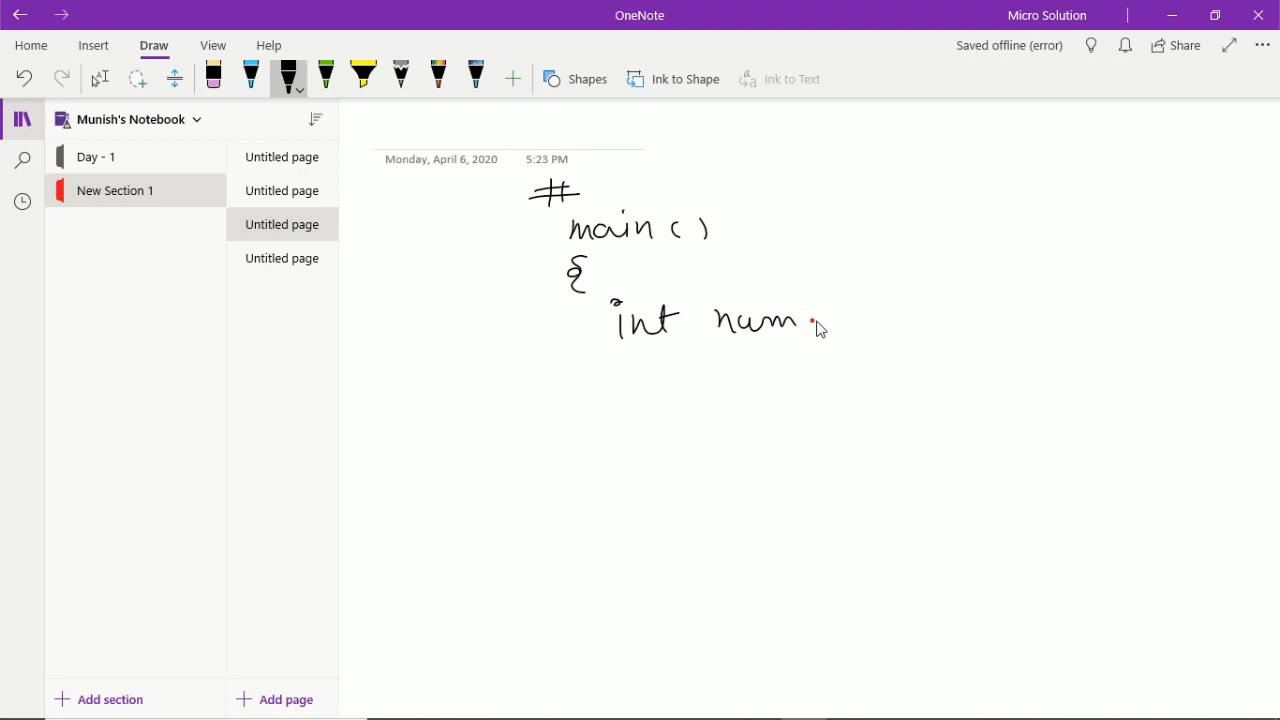 OneNote
Micro Solution
Home Insert Draw View Help
Saved offline (error)
Share
Shapes
Ink to Shape
Ink to Text
Munish's Notebook
Day - 1
New Section 1
Untitled page
Untitled page
Untitled page
Untitled page
Monday, April 6, 2020 5:23 PM
#
main ( )
{
int num
+ Add section
+ Add page